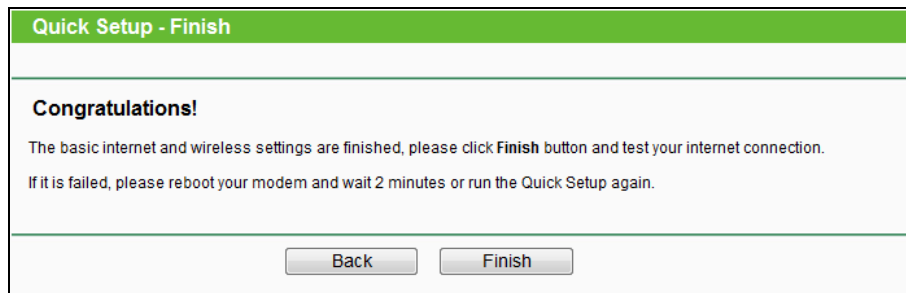 Quick Setup - Finish
Congratulations!
The basic internet and wireless settings are finished, please click Finish button and test your internet connection.
If it is failed, please reboot your modem and wait 2 minutes or run the Quick Setup again.
Back Finish